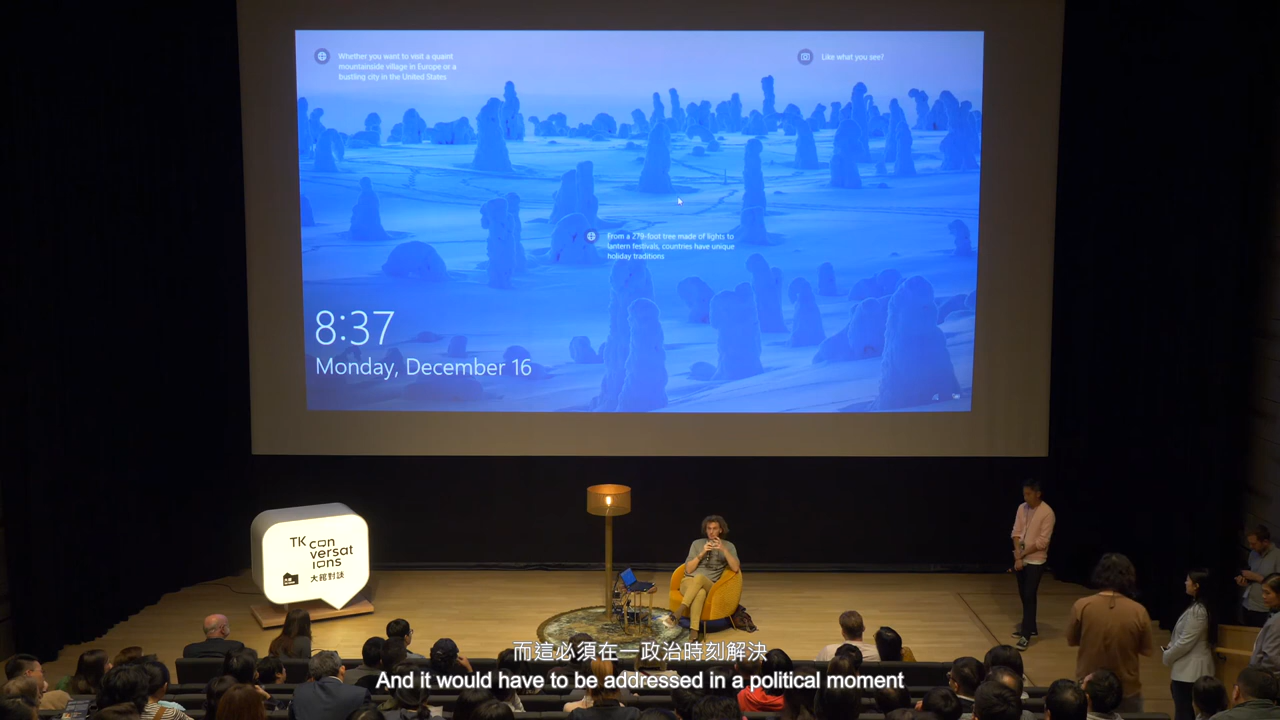 Whether you want to visit a quaint
mountainside village in Europe or a
bustling city in the United States
Like what you see?
From a 279-foot tree made of lights to
lantern festivals, countries have unique
holiday traditions
8:37
Monday, December 16
TK con
versat
ions
大館對談
而這必須在一政治時刻解決
And it would have to be addressed in a political moment